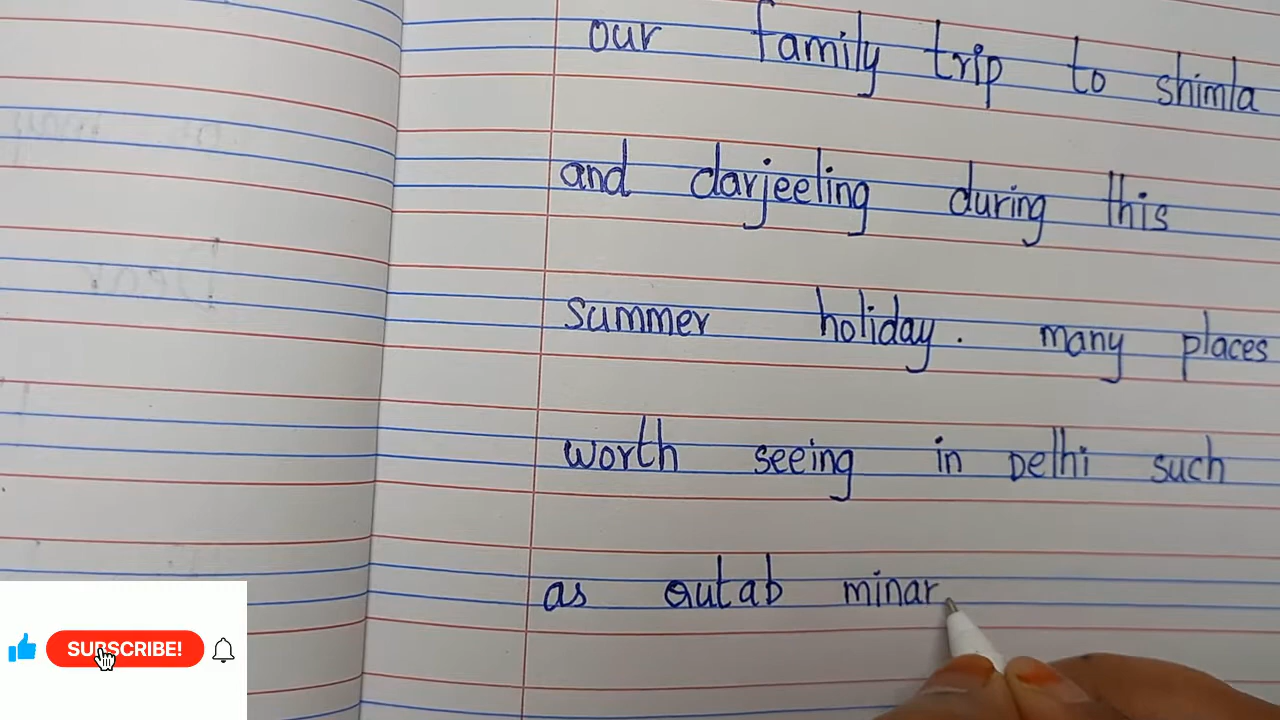 our family trip to shimla
and darjeeling during this
summer holiday. many places
worth seeing in Delhi such
as Qutab minar
Dear
SUBSCRIBE!